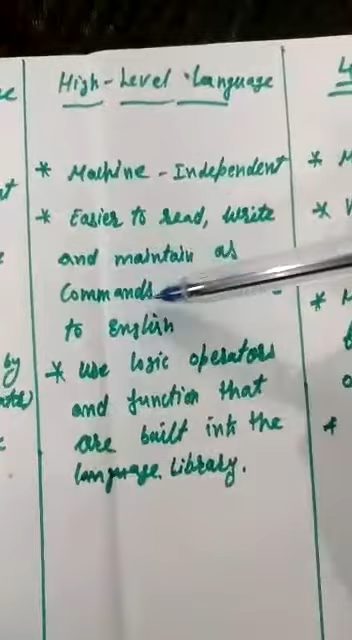 High-Level Language
* Machine-Independent
* Easier to read, write
and maintain as
Commands
to English
* use logic operators
and function that
are built into the
language library.
by